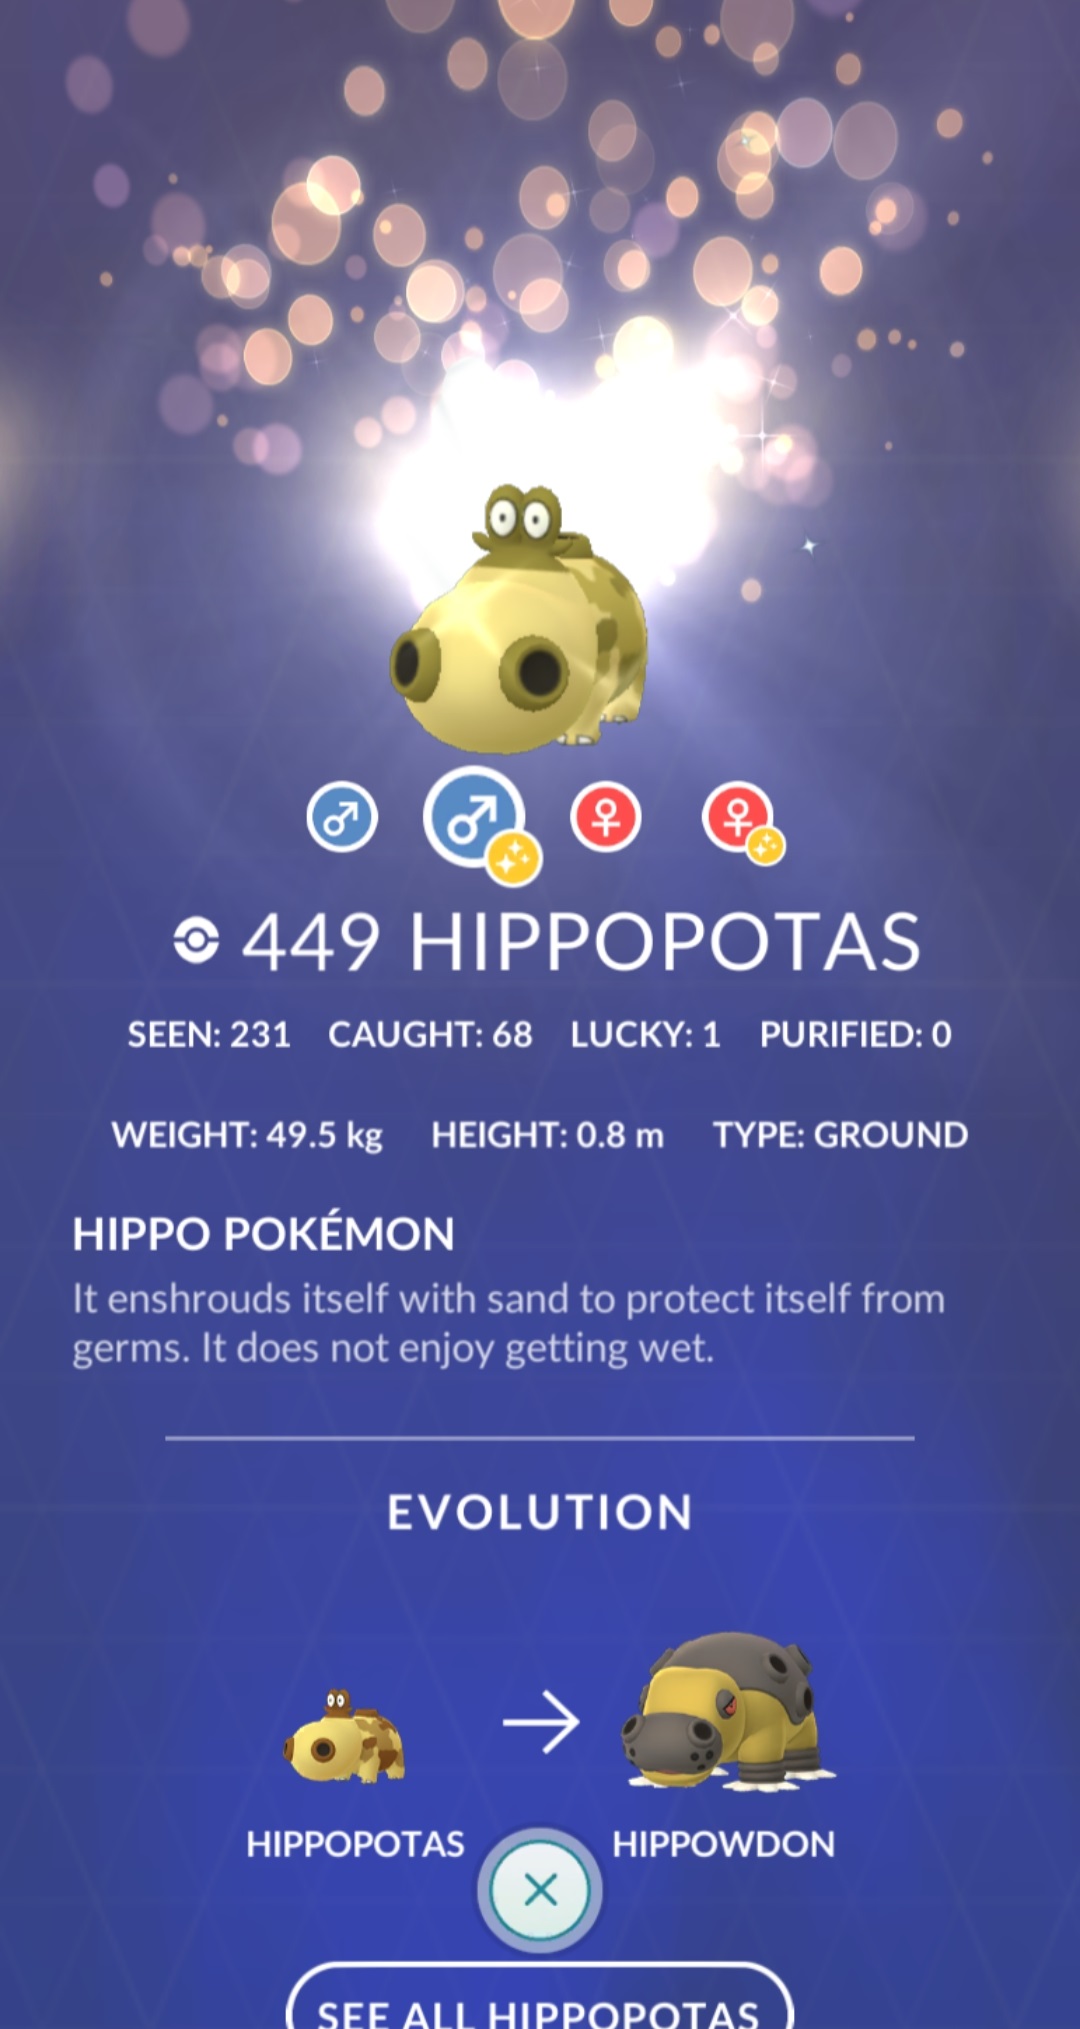 449 HIPPOPOTAS
SEEN: 231 CAUGHT: 68 LUCKY: 1 PURIFIED: 0
WEIGHT: 49.5 kg HEIGHT: 0.8 m TYPE: GROUND
HIPPO POKÉMON
It enshrouds itself with sand to protect itself from
germs. It does not enjoy getting wet.
EVOLUTION
HIPPOPOTAS HIPPOWDON
SEE ALL HIPPOPOTAS